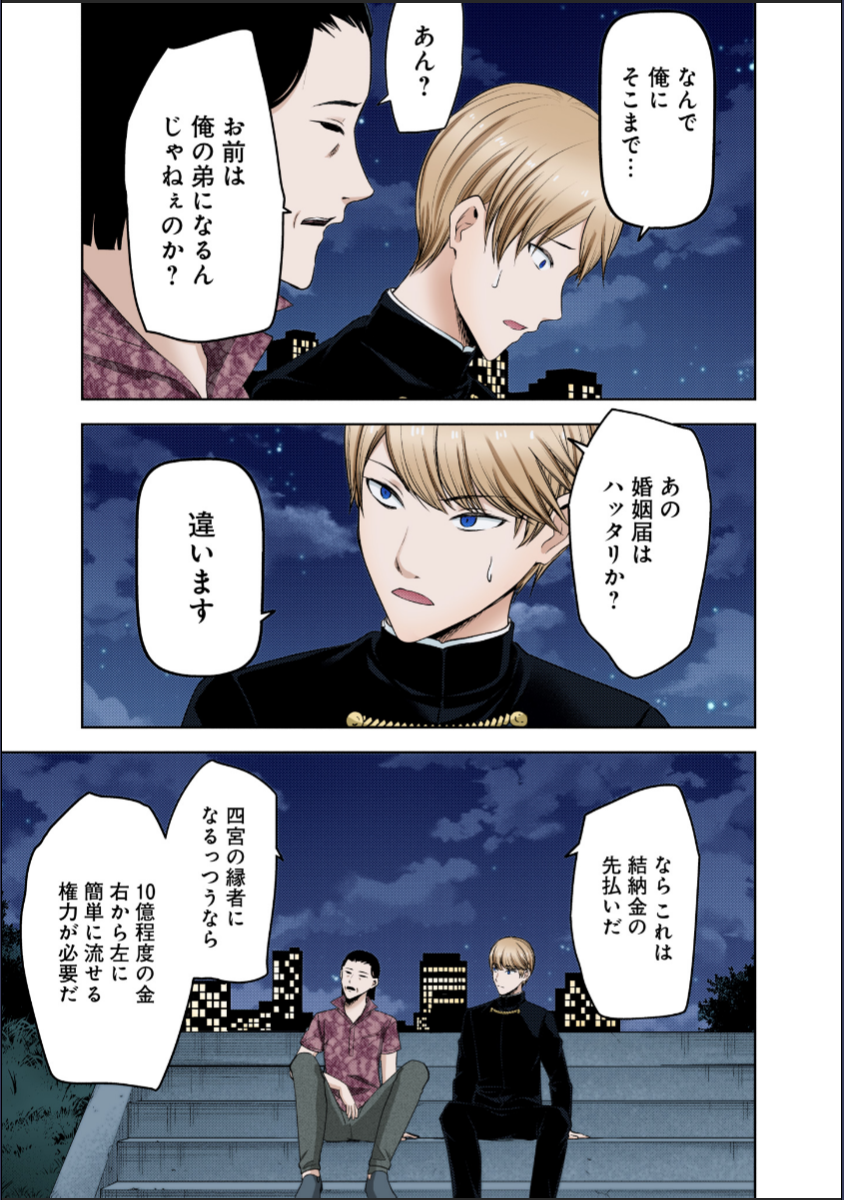 なんで
俺に
そこまで…
あん？
お前は
俺の弟になるん
じゃねぇのか？
あの
婚姻届は
ハッタリか？
違います
なら これは
結納金の
先払いだ
四宮の縁者に
なるっつうなら
10億程度の金
右から左に
簡単に流せる
権力が必要だ